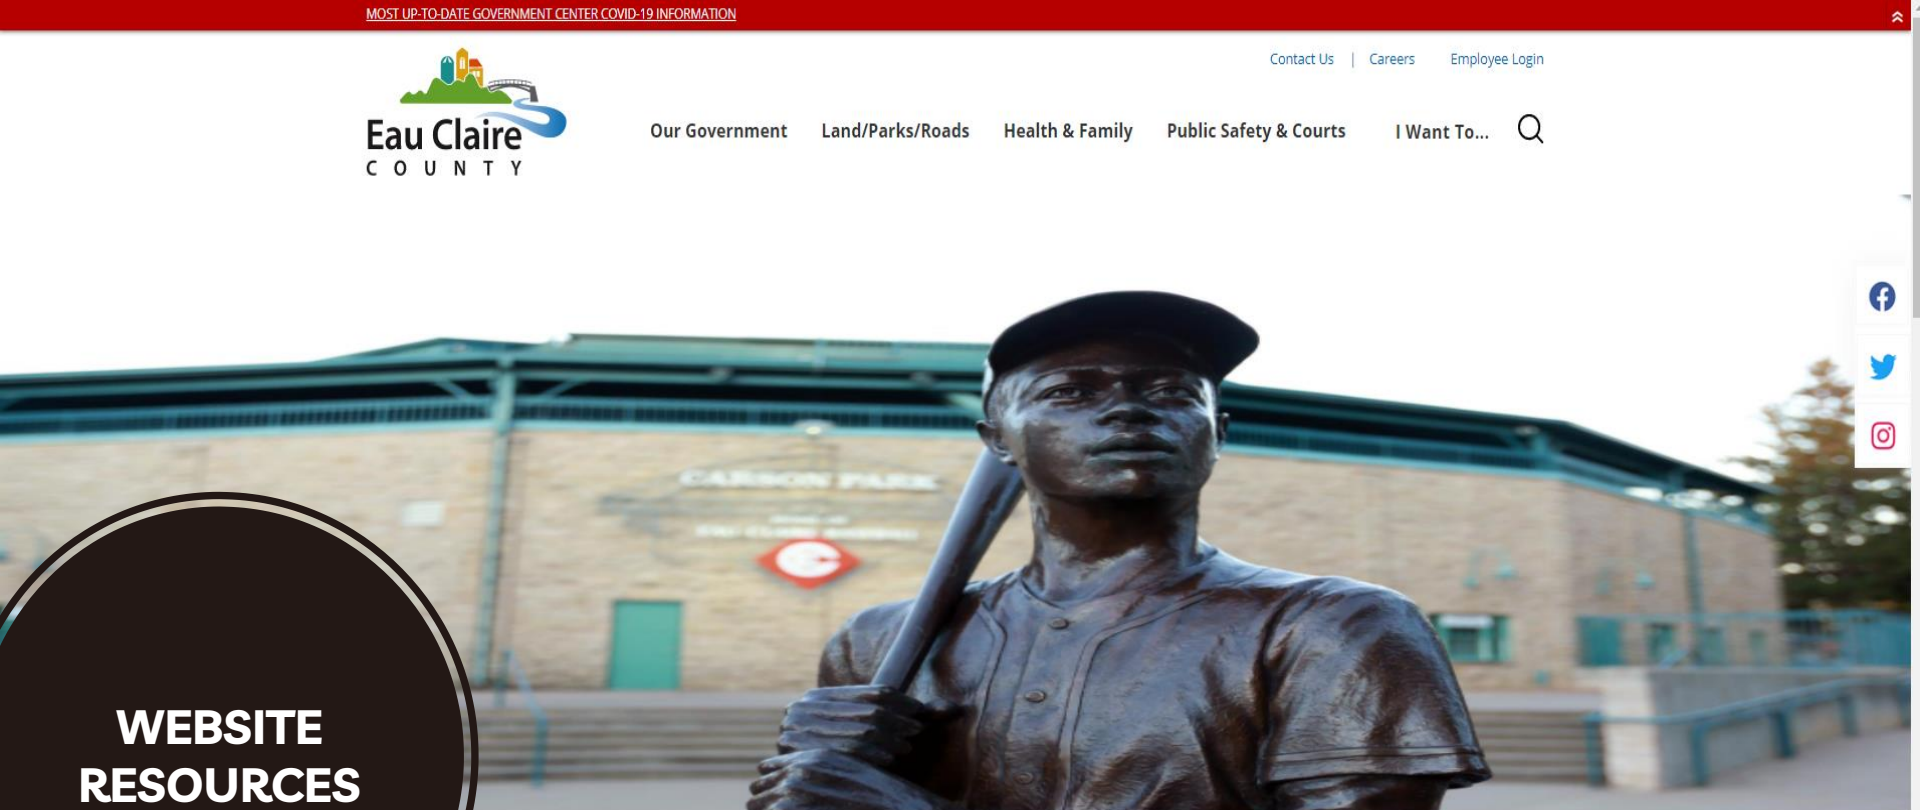 MOST UP-TO-DATE GOVERNMENT CENTER COVID-19 INFORMATION
Contact Us | Careers Employee Login
Eau Claire
COUNTY
Our Government Land/Parks/Roads Health & Family Public Safety & Courts I Want To...
CARSON PARK
WEBSITE
RESOURCES